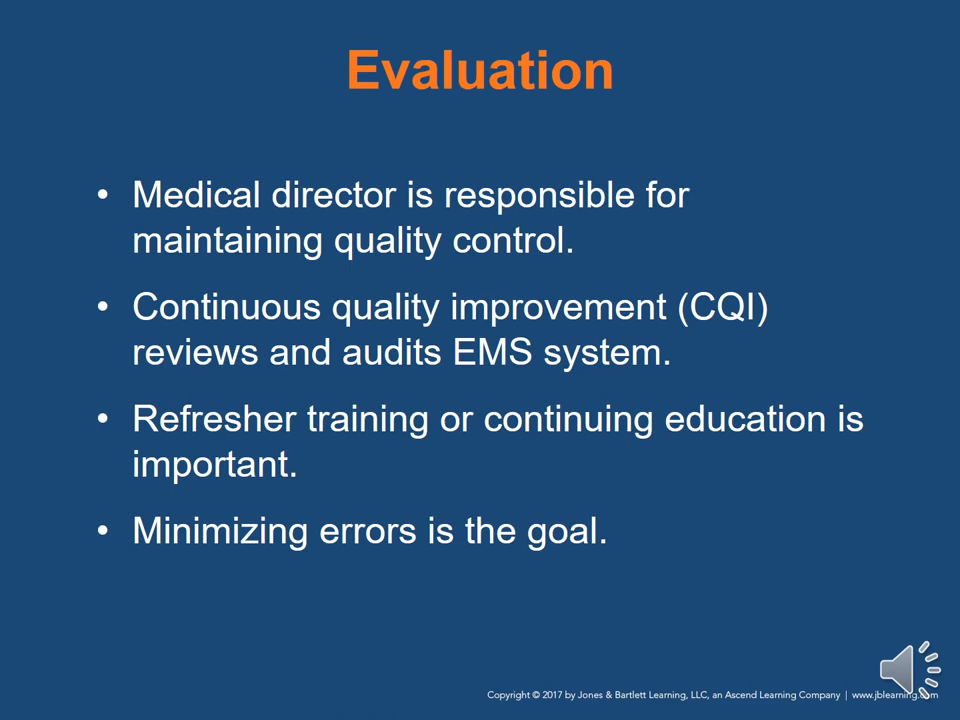 Evaluation
• Medical director is responsible for
maintaining quality control.
• Continuous quality improvement (CQI)
reviews and audits EMS system.
• Refresher training or continuing education is
important.
• Minimizing errors is the goal.
Copyright © 2017 by Jones & Bartlett Learning, LLC, an Ascend Learning Company | www.jblearning.com